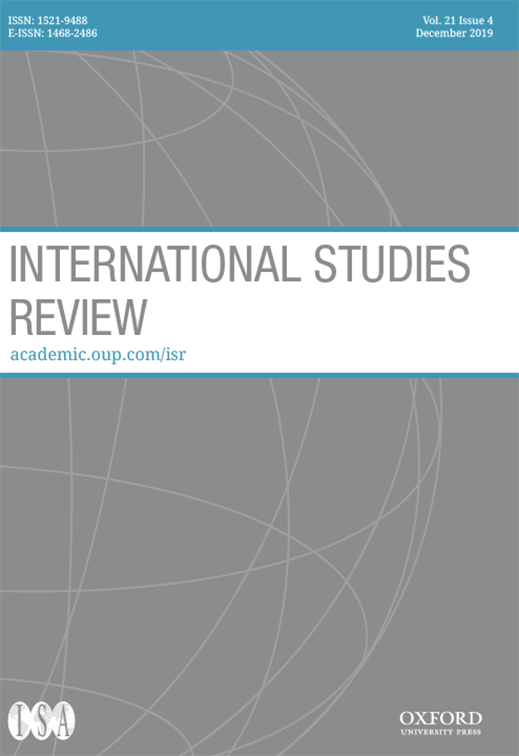 ISSN: 1521-9488
E-ISSN: 1468-2486
Vol. 21 Issue 4
December 2019
INTERNATIONAL STUDIES
REVIEW
academic.oup.com/isr
ISA
OXFORD
UNIVERSITY PRESS